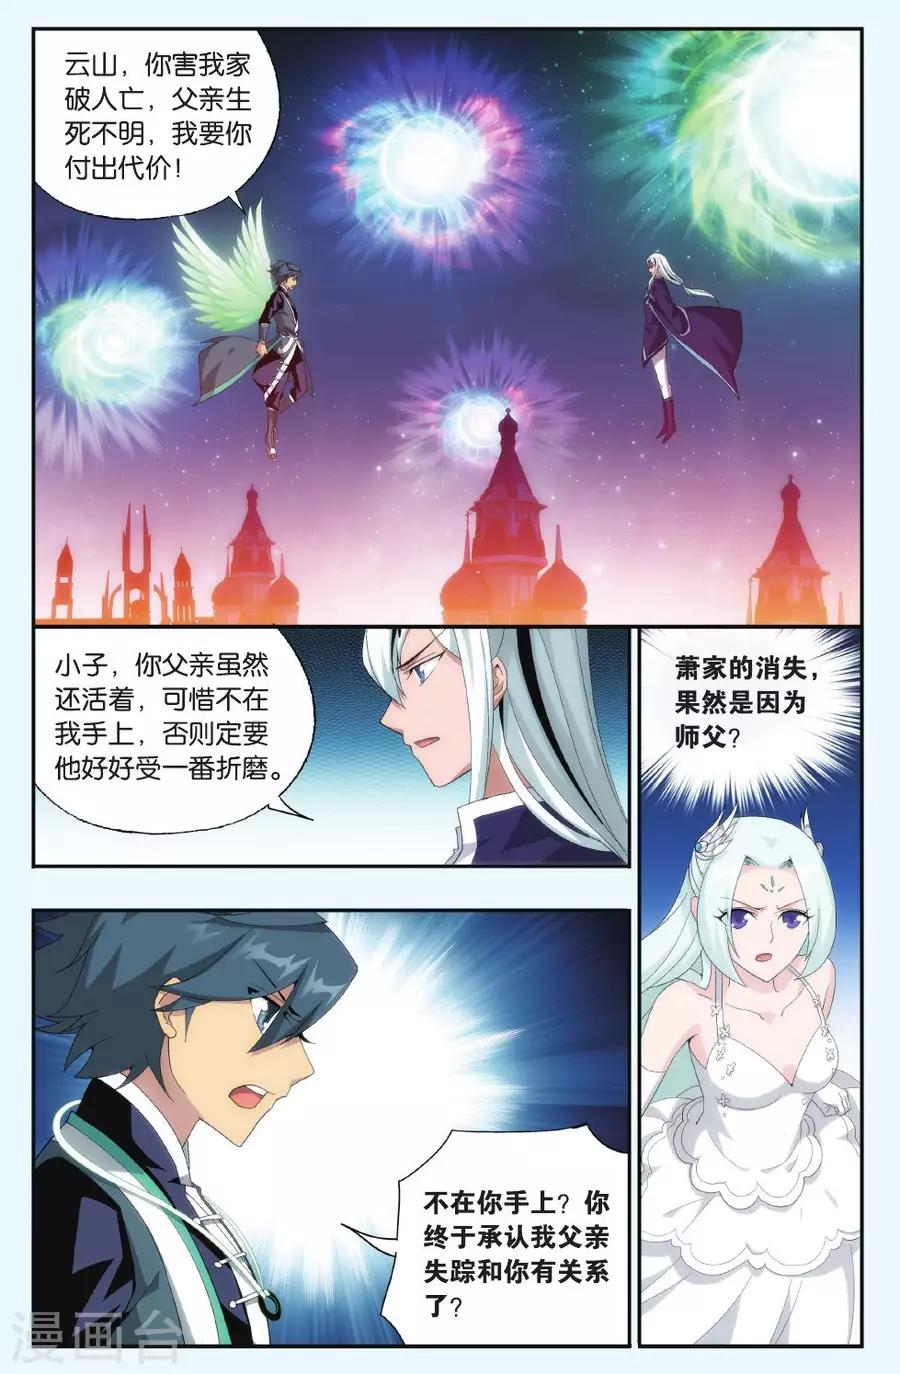 云山，你害我家
破人亡，父亲生
死不明，我要你
付出代价！
小子，你父亲虽然
还活着，可惜不在
我手上，否则定要
他好好受一番折磨。
萧家的消失，
果然是因为
师父？
不在你手上？你
终于承认我父亲
失踪和你有关系
了？
漫画台